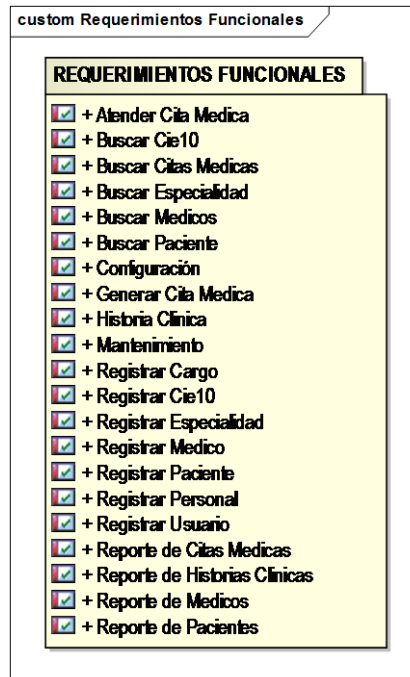 custom Requerimientos Funcionales
REQUERIMIENTOS FUNCIONALES
+ Atender Cita Medica
+ Buscar Cie10
+ Buscar Citas Medicas
+ Buscar Especialidad
+ Buscar Medicos
+ Buscar Paciente
+ Configuración
+ Generar Cita Medica
+ Historia Clinica
+ Mantenimiento
+ Registrar Cargo
+ Registrar Cie10
+ Registrar Especialidad
+ Registrar Medico
+ Registrar Paciente
+ Registrar Personal
+ Registrar Usuario
+ Reporte de Citas Medicas
+ Reporte de Historias Clinicas
+ Reporte de Medicos
+ Reporte de Pacientes